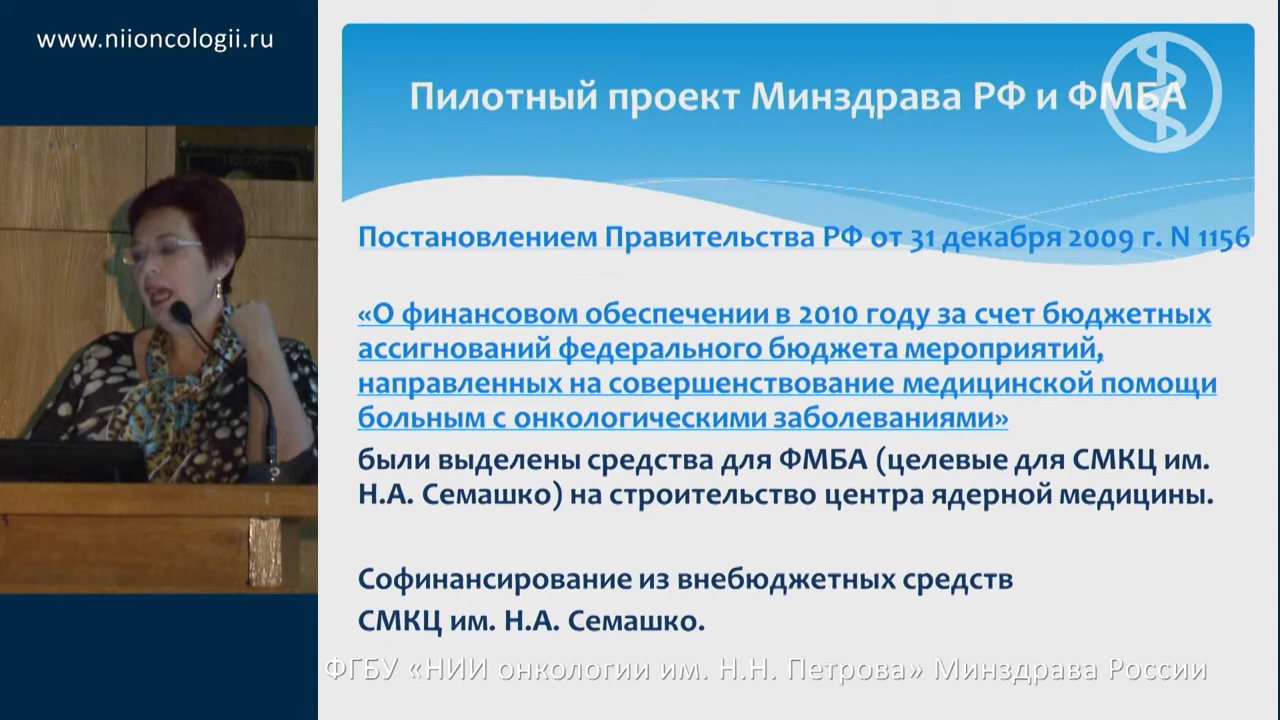 www.niioncologii.ru
Пилотный проект Минздрава РФ и ФМБА
Постановлением Правительства РФ от 31 декабря 2009 г. N 1156
«О финансовом обеспечении в 2010 году за счет бюджетных
ассигнований федерального бюджета мероприятий,
направленных на совершенствование медицинской помощи
больным с онкологическими заболеваниями»
были выделены средства для ФМБА (целевые для СМКЦ им.
Н.А. Семашко) на строительство центра ядерной медицины.
Софинансирование из внебюджетных средств
СМКЦ им. Н.А. Семашко.
ФГБУ «НИИ онкологии им. Н.Н. Петрова» Минздрава России